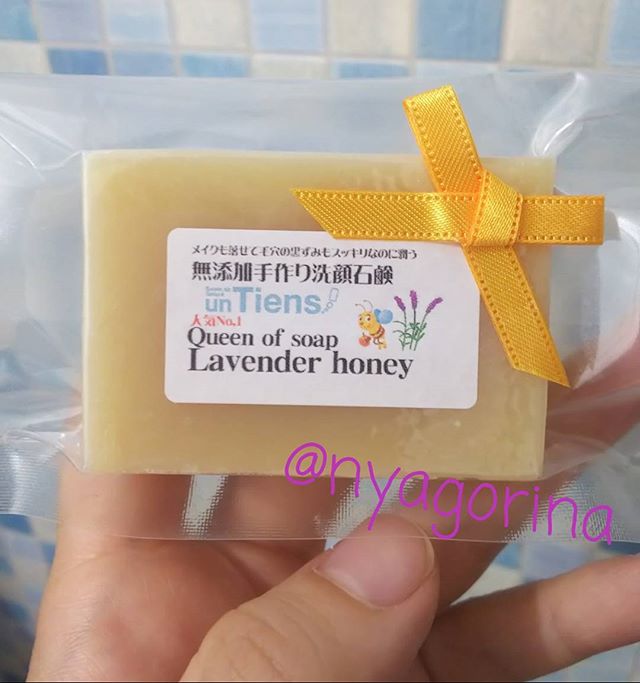 メイクも落せて毛穴の黒ずみもスッキリなのに潤う
無添加手作り洗顔石鹸
un Tiens
人気No,1
Queen of soap
Lavender honey
@nyagorina